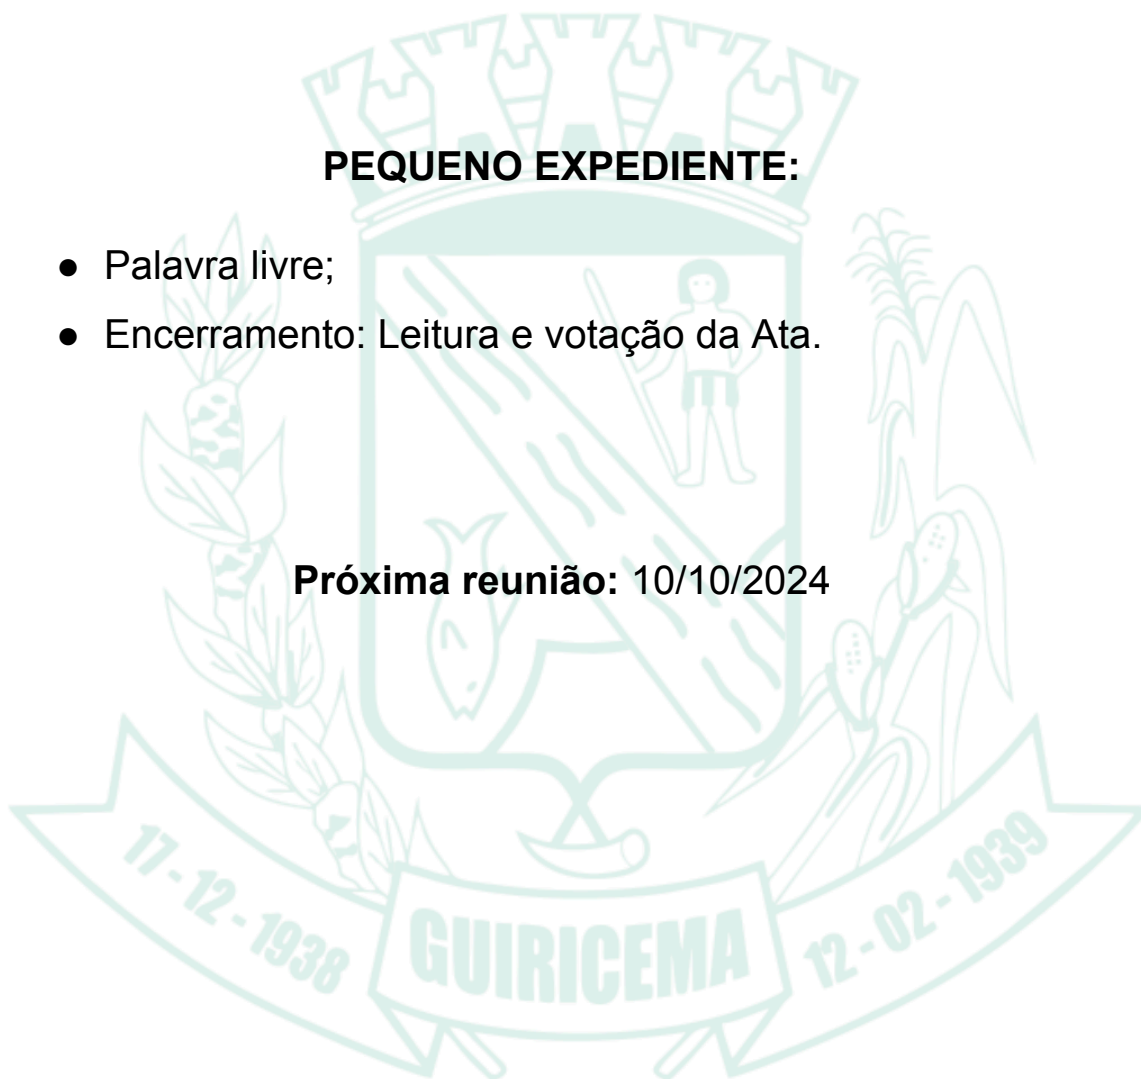 PEQUENO EXPEDIENTE:
● Palavra livre;
● Encerramento: Leitura e votação da Ata.
Próxima reunião: 10/10/2024
17-12-1938
GUIRICEMA
12-02-1939